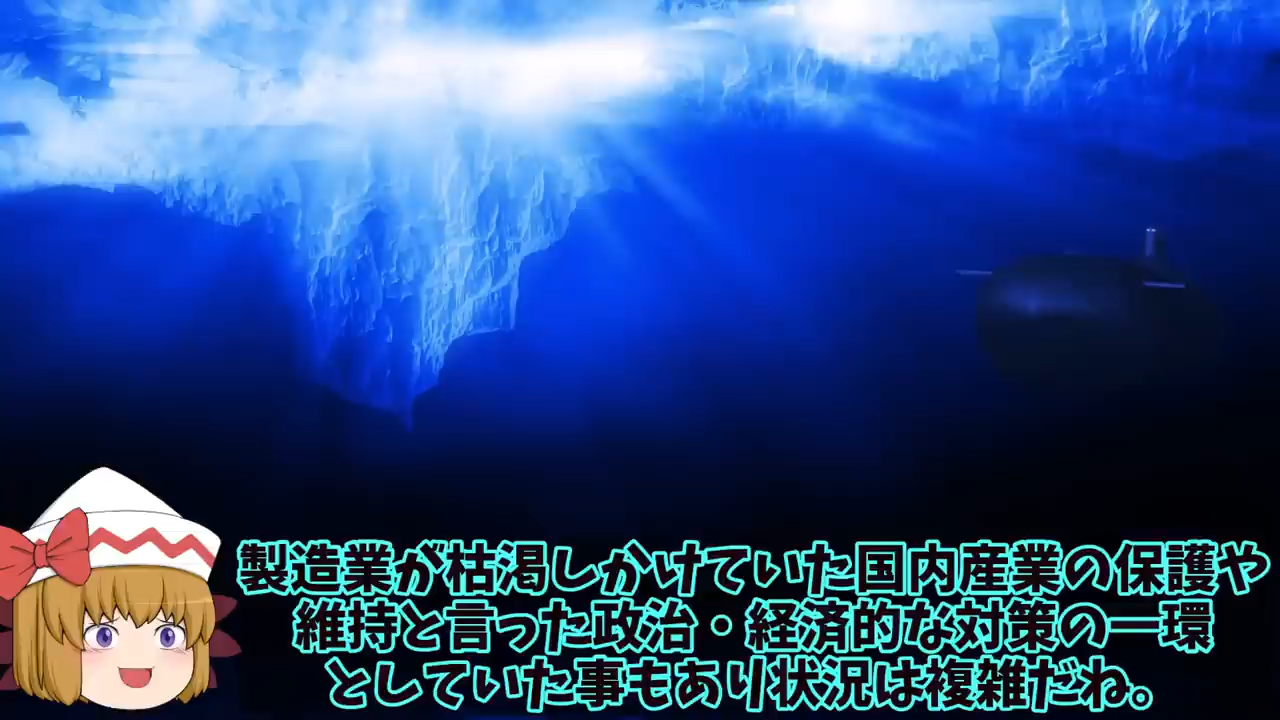 製造業が枯渇しかけていた国内産業の保護や
維持と言った政治・経済的な対策の一環
としていた事もあり状況は複雑だね。